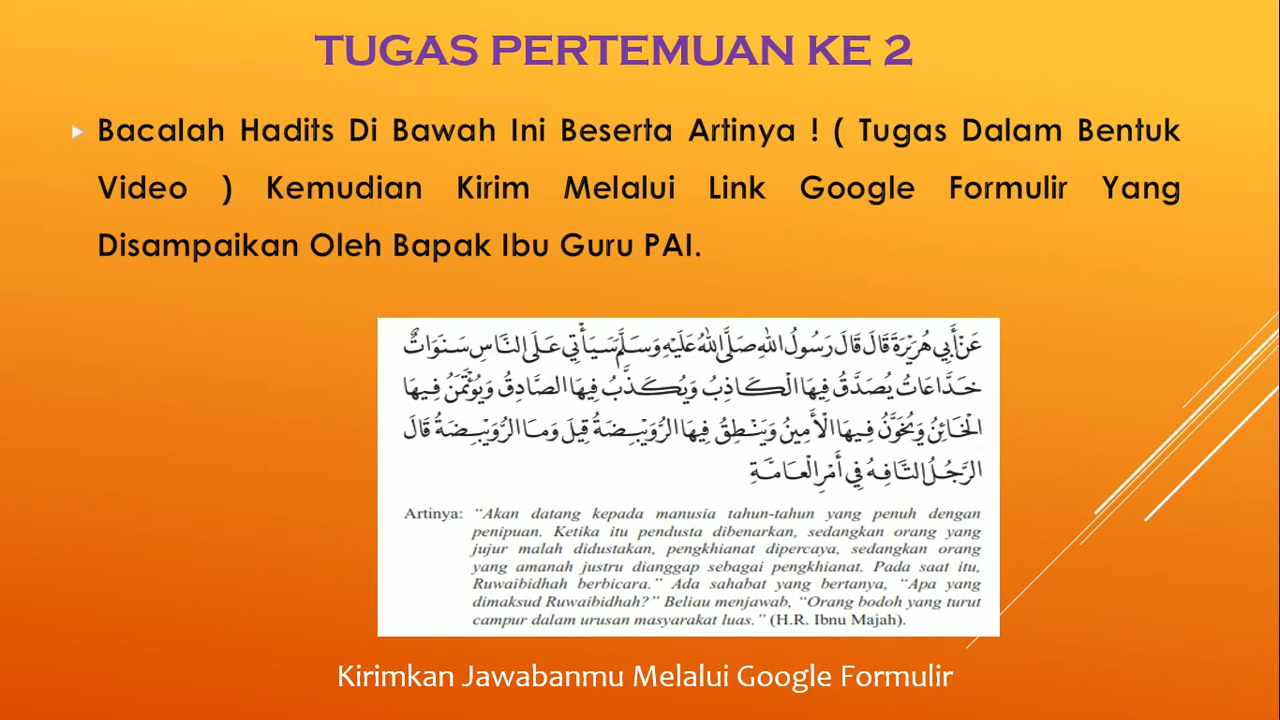 TUGAS PERTEMUAN KE 2
Bacalah Hadits Di Bawah Ini Beserta Artinya ! ( Tugas Dalam Bentuk
Video ) Kemudian Kirim Melalui Link Google Formulir Yang
Disampaikan Oleh Bapak Ibu Guru PAI.
عَنْ أَبِي هُرَيْرَةَ قَالَ قَالَ رَسُولُ اللهِ صَلَّى اللهُ عَلَيْهِ وَسَلَّمَ سَيَأْتِي عَلَى النَّاسِ سَنَوَاتٌ
خَدَّاعَاتُ يُصَدَّقُ فِيهَا الْكَاذِبُ وَيُكَذَّبُ فِيهَا الصَّادِقُ وَيُؤْتَمَنُ فِيهَا
الْخَائِنُ وَيُخَوَّنُ فِيهَا الْأَمِينُ وَيَنْطِقُ فِيهَا الرُّوَيْبِضَةُ قِيلَ وَمَا الرُّوَيْبِضَةُ قَالَ
الرَّجُلُ التَّافِهُ فِي أَمْرِ الْعَامَّةِ
Artinya: “Akan datang kepada manusia tahun-tahun yang penuh dengan
penipuan. Ketika itu pendusta dibenarkan, sedangkan orang yang
jujur malah didustakan, pengkhianat dipercaya, sedangkan orang
yang amanah justru dianggap sebagai pengkhianat. Pada saat itu,
Ruwaibidhah berbicara.” Ada sahabat yang bertanya, “Apa yang
dimaksud Ruwaibidhah?” Beliau menjawab, “Orang bodoh yang turut
campur dalam urusan masyarakat luas.” (H.R. Ibnu Majah).
Kirimkan Jawabanmu Melalui Google Formulir